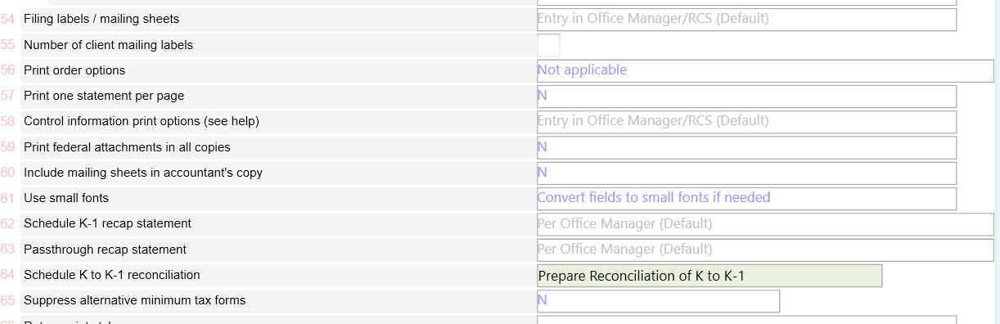 54 Filing labels / mailing sheets Entry in Office Manager/RCS (Default)
55 Number of client mailing labels
56 Print order options Not applicable
57 Print one statement per page N
58 Control information print options (see help) Entry in Office Manager/RCS (Default)
59 Print federal attachments in all copies N
60 Include mailing sheets in accountant's copy N
61 Use small fonts Convert fields to small fonts if needed
62 Schedule K-1 recap statement Per Office Manager (Default)
63 Passthrough recap statement Per Office Manager (Default)
64 Schedule K to K-1 reconciliation Prepare Reconciliation of K to K-1
65 Suppress alternative minimum tax forms N